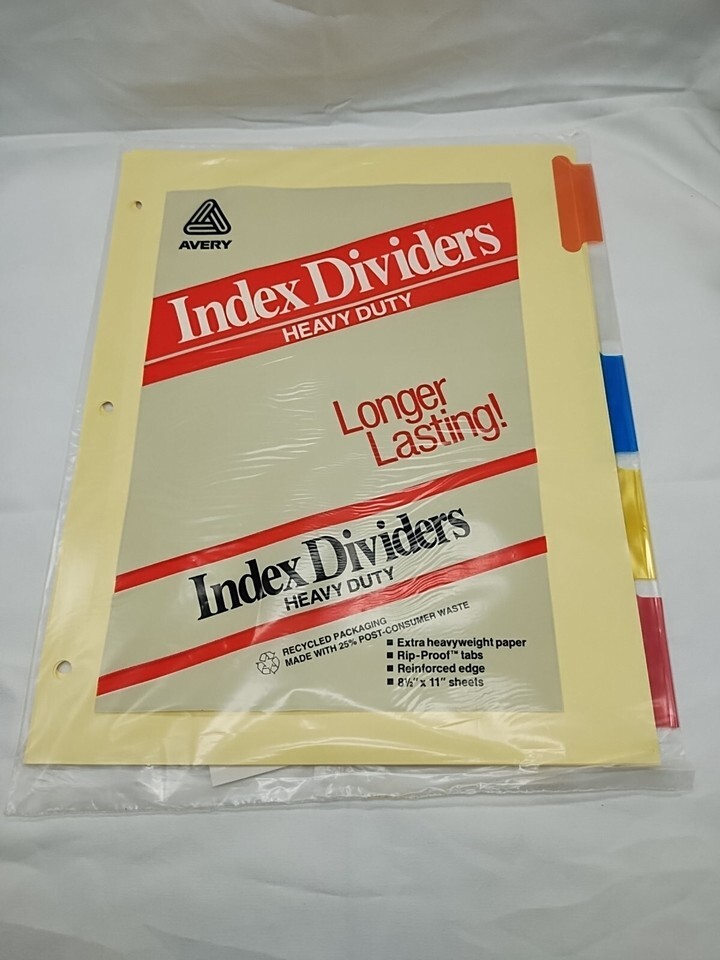 AVERY
Index Dividers
HEAVY DUTY
Longer
Lasting!
Index Dividers
HEAVY DUTY
RECYCLED PACKAGING
MADE WITH 25% POST-CONSUMER WASTE
■ Extra heavyweight paper
■ Rip-Proof™ tabs
■ Reinforced edge
■ 8½" x 11" sheets